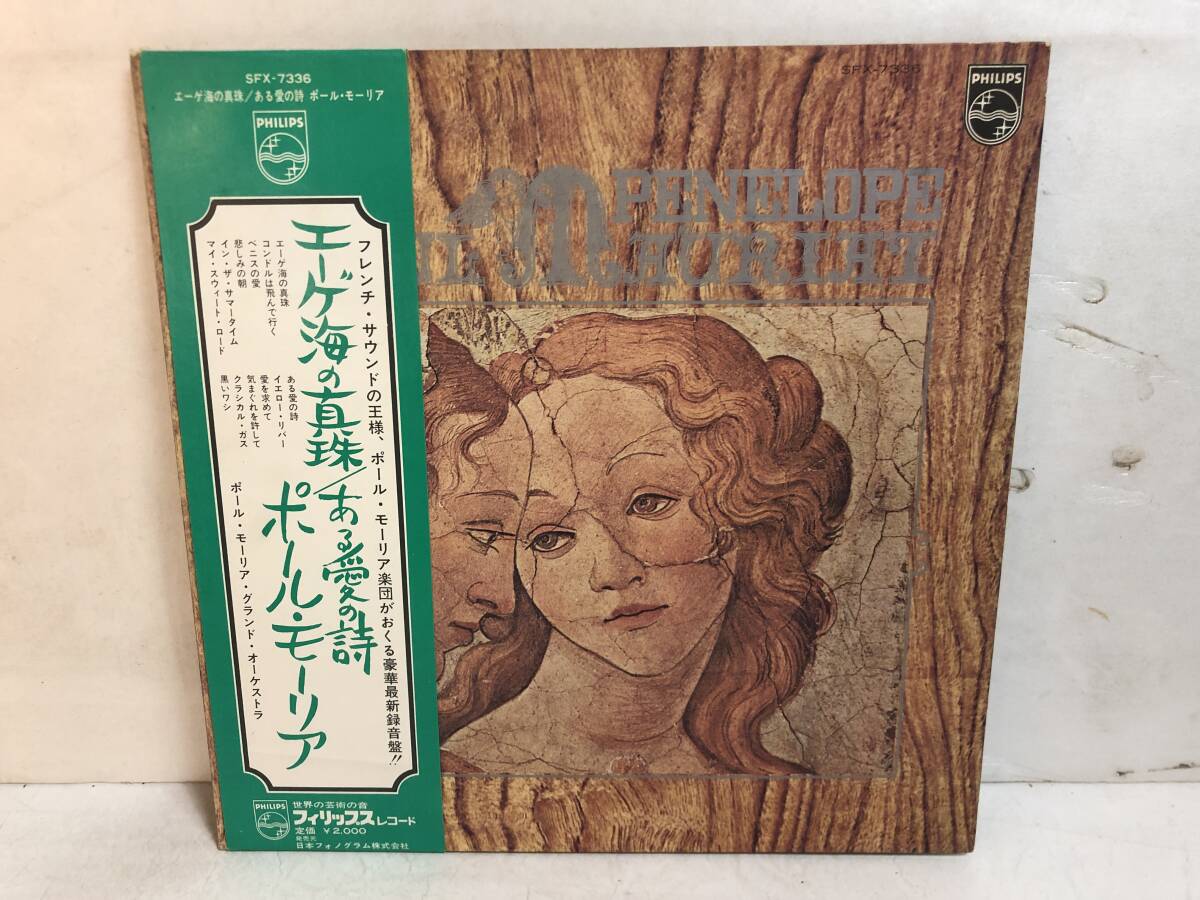 SFX-7336
エーゲ海の真珠/ある愛の詩 ポール・モーリア
PHILIPS
フレンチ・サウンドの王様、ポール・モーリア楽団がおくる豪華最新録音盤!!
エーゲ海の真珠/ある愛の詩
ポール・モーリア
エーゲ海の真珠
コンドルは飛んで行く
ベニスの愛
悲しみの朝
イン・ザ・サマータイム
マイ・スウィート・ロード
ある愛の詩
イエロー・リバー
愛を求めて
気まぐれを許して
クラシカル・ガス
黒いワシ
ポール・モーリア・グランド・オーケストラ
PHILIPS
世界の芸術の音
フィリップスレコード
定価 ¥2,000
発売元
日本フォノグラム株式会社
SFX-7336
PHILIPS
PENELOPE
MAURIAT